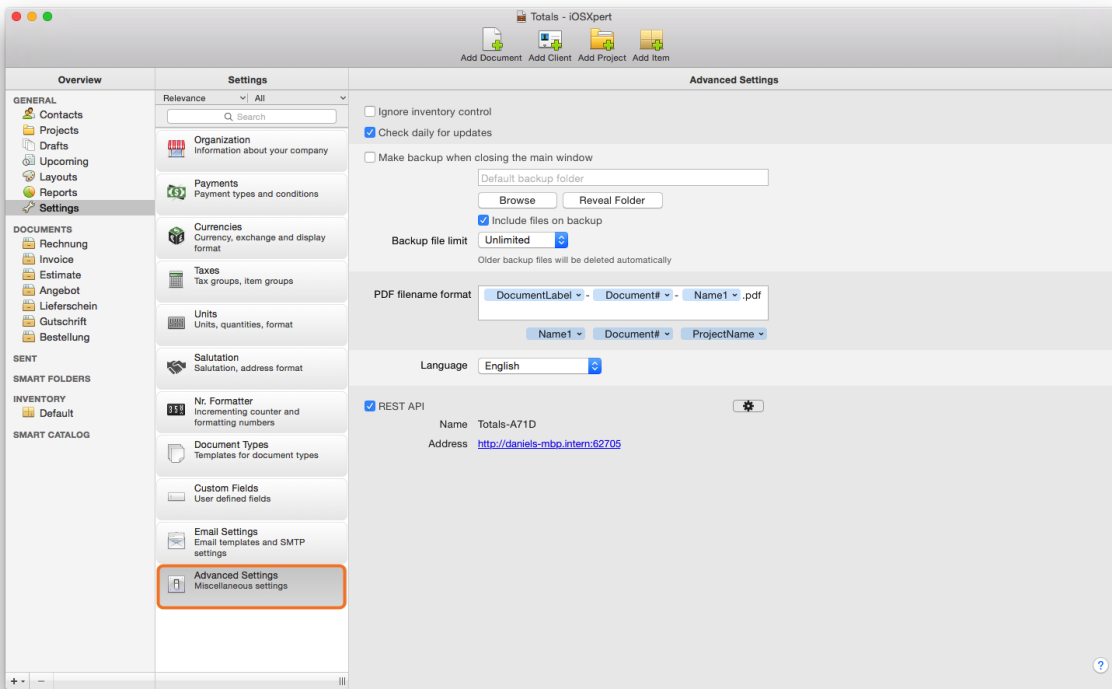 Totals - iOSXpert
Add Document Add Client Add Project Add Item
Overview
Settings
Advanced Settings
GENERAL
Contacts
Projects
Drafts
Upcoming
Layouts
Reports
Settings
DOCUMENTS
Rechnung
Invoice
Estimate
Angebot
Lieferschein
Gutschrift
Bestellung
SENT
SMART FOLDERS
INVENTORY
Default
SMART CATALOG
Relevance All
Search
Organization
Information about your company
Payments
Payment types and conditions
Currencies
Currency, exchange and display
format
Taxes
Tax groups, item groups
Units
Units, quantities, format
Salutation
Salutation, address format
Nr. Formatter
Incrementing counter and
formatting numbers
Document Types
Templates for document types
Custom Fields
User defined fields
Email Settings
Email templates and SMTP
settings
Advanced Settings
Miscellaneous settings
Ignore inventory control
Check daily for updates
Make backup when closing the main window
Default backup folder
Browse Reveal Folder
Include files on backup
Backup file limit Unlimited
Older backup files will be deleted automatically
PDF filename format DocumentLabel - Document# - Name1 .pdf
Name1 Document# ProjectName
Language English
REST API
Name Totals-A71D
Address http://daniels-mbp.intern:62705
?